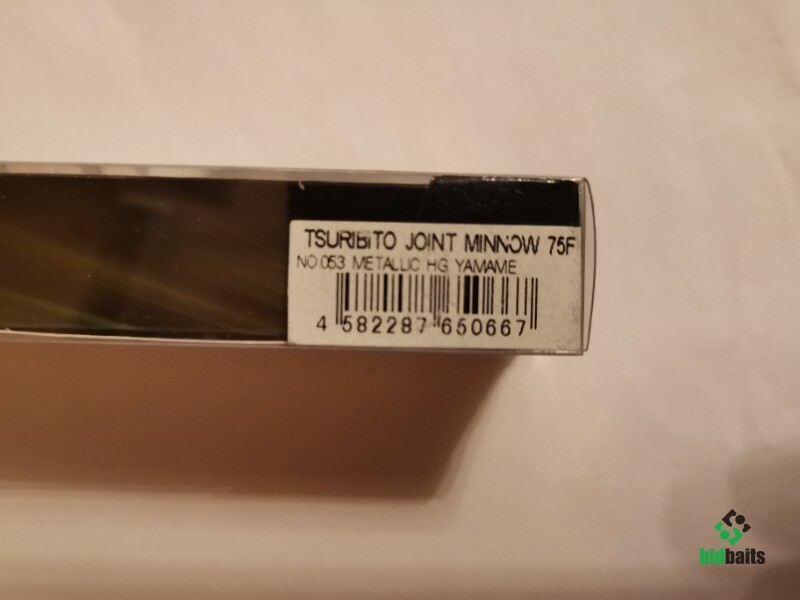 TSURIBITO JOINT MINNOW 75F
NO.053 METALLIC HG YAMAME
4 582287 650667
bidbaits